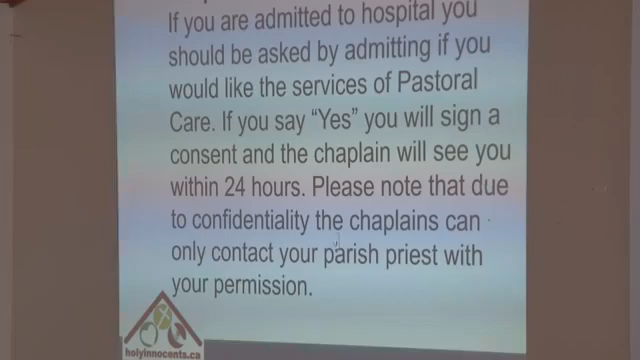 If you are admitted to hospital you
should be asked by admitting if you
would like the services of Pastoral
Care. If you say “Yes” you will sign a
consent and the chaplain will see you
within 24 hours. Please note that due
to confidentiality the chaplains can
only contact your parish priest with
your permission.
holyinnocents.ca